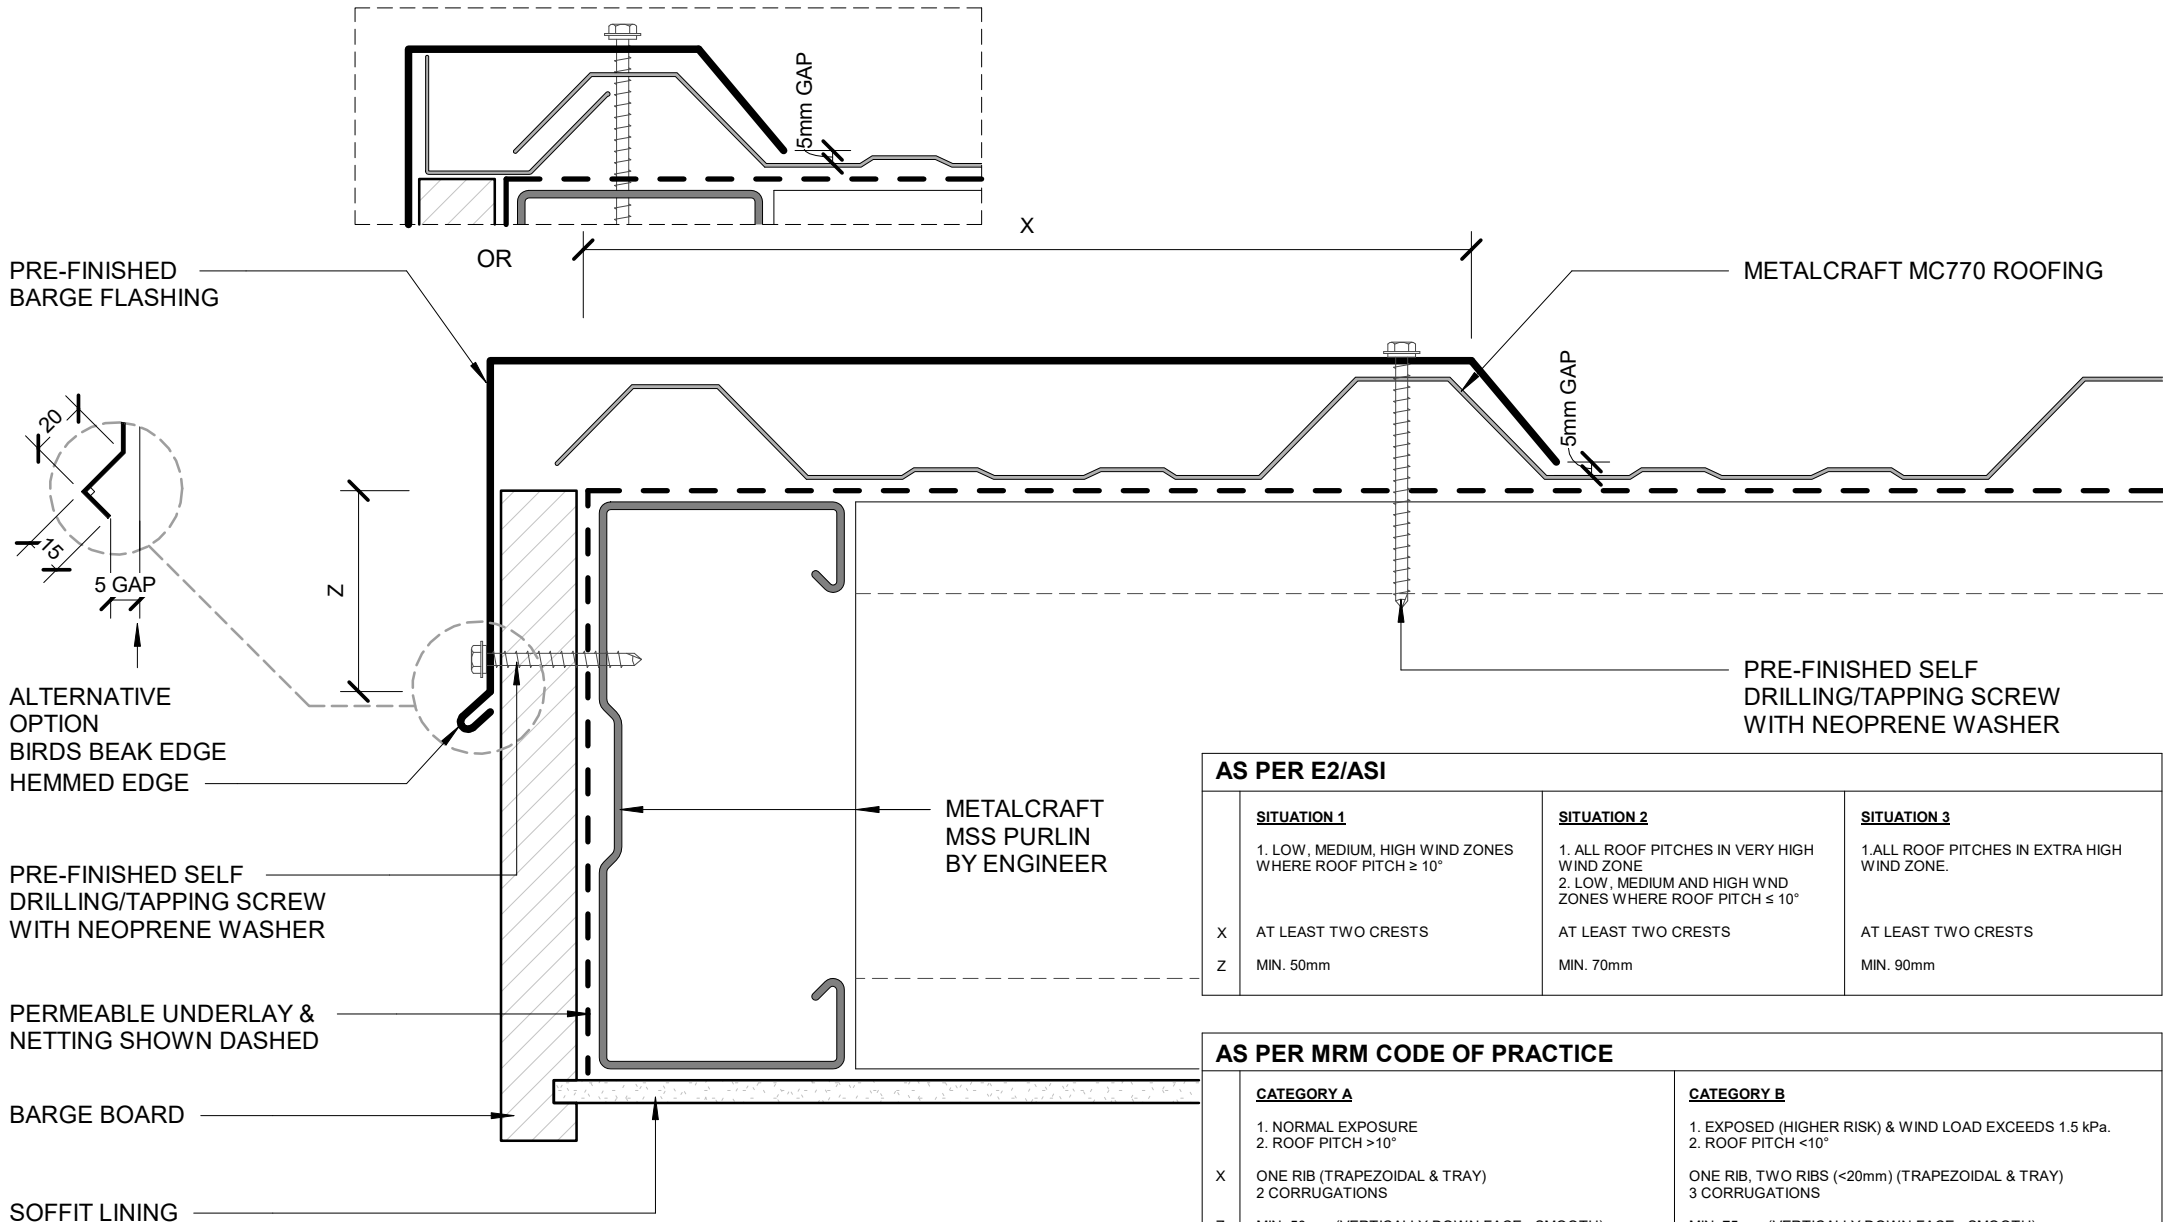 5mm GAP
X
OR
PRE-FINISHED
BARGE FLASHING
METALCRAFT MC770 ROOFING
5mm GAP
20
15
5 GAP
Z
ALTERNATIVE
OPTION
BIRDS BEAK EDGE
HEMMED EDGE
PRE-FINISHED SELF
DRILLING/TAPPING SCREW
WITH NEOPRENE WASHER
METALCRAFT
MSS PURLIN
BY ENGINEER
PRE-FINISHED SELF
DRILLING/TAPPING SCREW
WITH NEOPRENE WASHER
PERMEABLE UNDERLAY &
NETTING SHOWN DASHED
BARGE BOARD
SOFFIT LINING
AS PER E2/ASI
SITUATION 1
1. LOW, MEDIUM, HIGH WIND ZONES
WHERE ROOF PITCH ≥ 10°
SITUATION 2
1. ALL ROOF PITCHES IN VERY HIGH
WIND ZONE
2. LOW, MEDIUM AND HIGH WND
ZONES WHERE ROOF PITCH ≤ 10°
SITUATION 3
1.ALL ROOF PITCHES IN EXTRA HIGH
WIND ZONE.
X AT LEAST TWO CRESTS AT LEAST TWO CRESTS AT LEAST TWO CRESTS
Z MIN. 50mm MIN. 70mm MIN. 90mm
AS PER MRM CODE OF PRACTICE
CATEGORY A
1. NORMAL EXPOSURE
2. ROOF PITCH >10°
CATEGORY B
1. EXPOSED (HIGHER RISK) & WIND LOAD EXCEEDS 1.5 kPa.
2. ROOF PITCH <10°
X
ONE RIB (TRAPEZOIDAL & TRAY)
2 CORRUGATIONS
ONE RIB, TWO RIBS (<20mm) (TRAPEZOIDAL & TRAY)
3 CORRUGATIONS